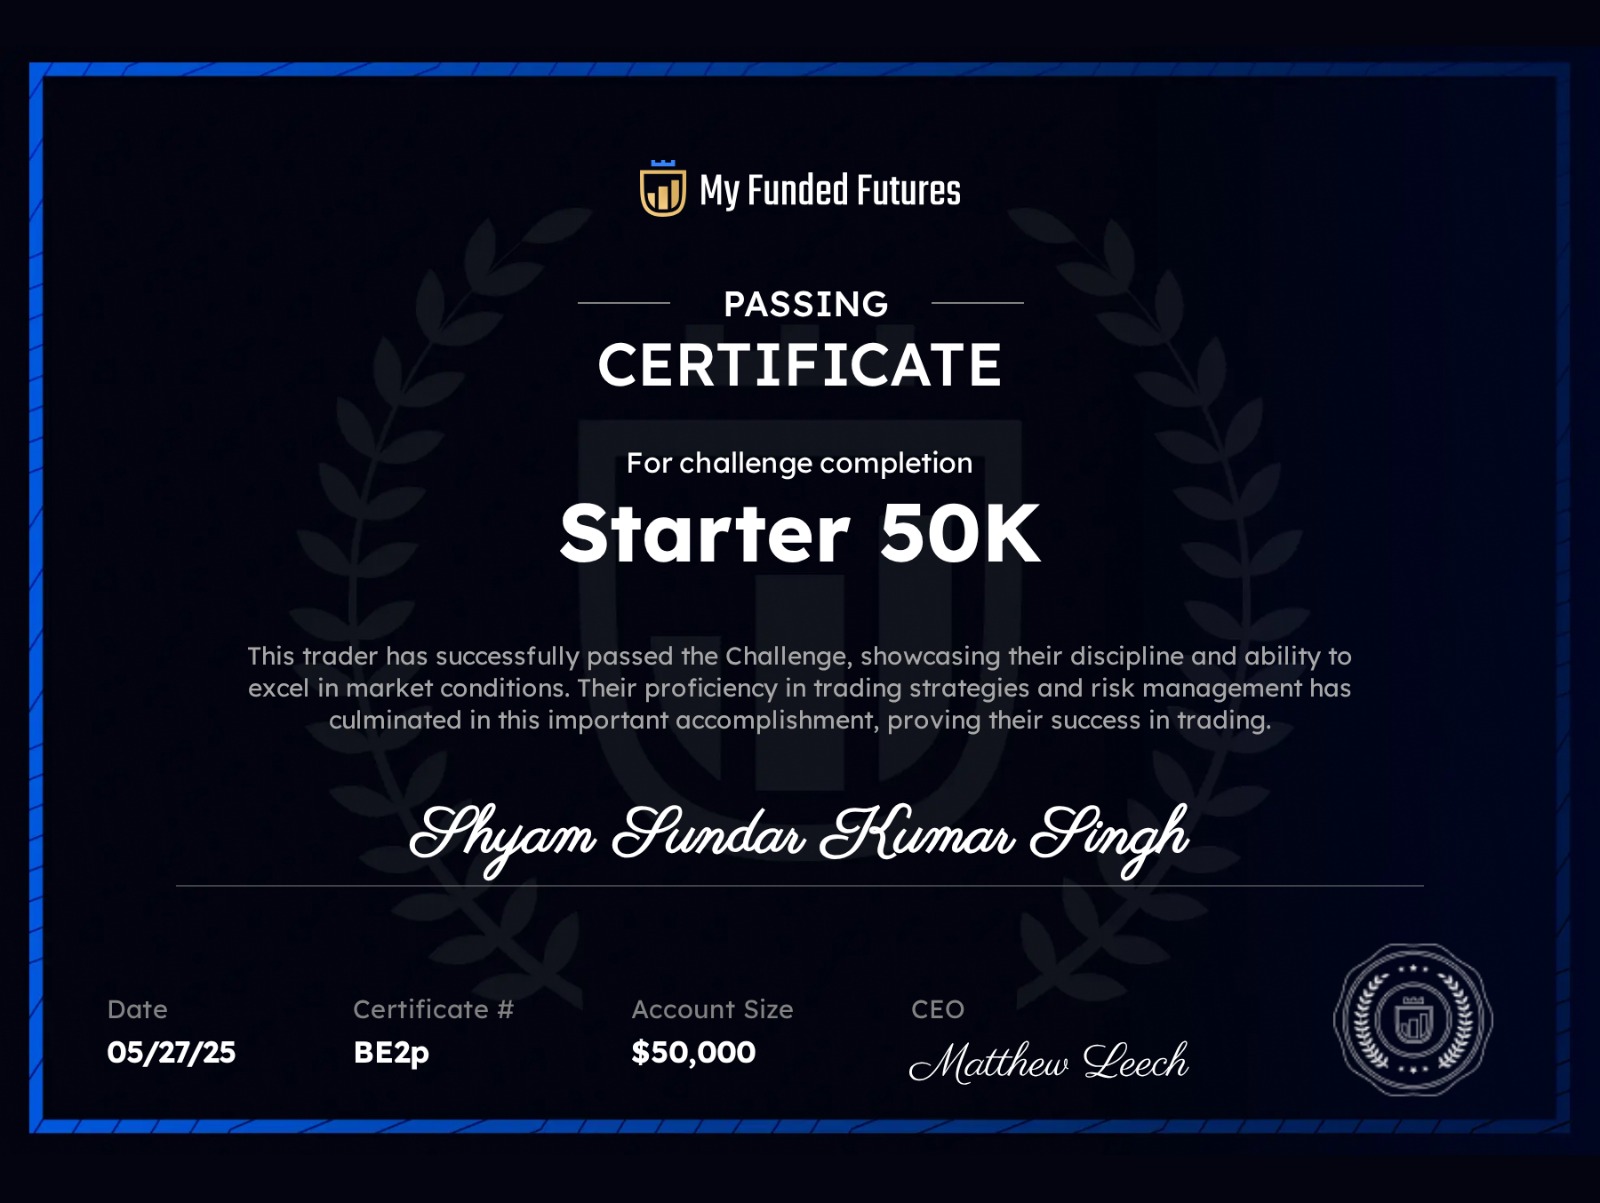 My Funded Futures
PASSING
CERTIFICATE
For challenge completion
Starter 50K
This trader has successfully passed the Challenge, showcasing their discipline and ability to
excel in market conditions. Their proficiency in trading strategies and risk management has
culminated in this important accomplishment, proving their success in trading.
Shyam Sundar Kumar Singh
Date
05/27/25
Certificate #
BE2p
Account Size
$50,000
CEO
Matthew Leech